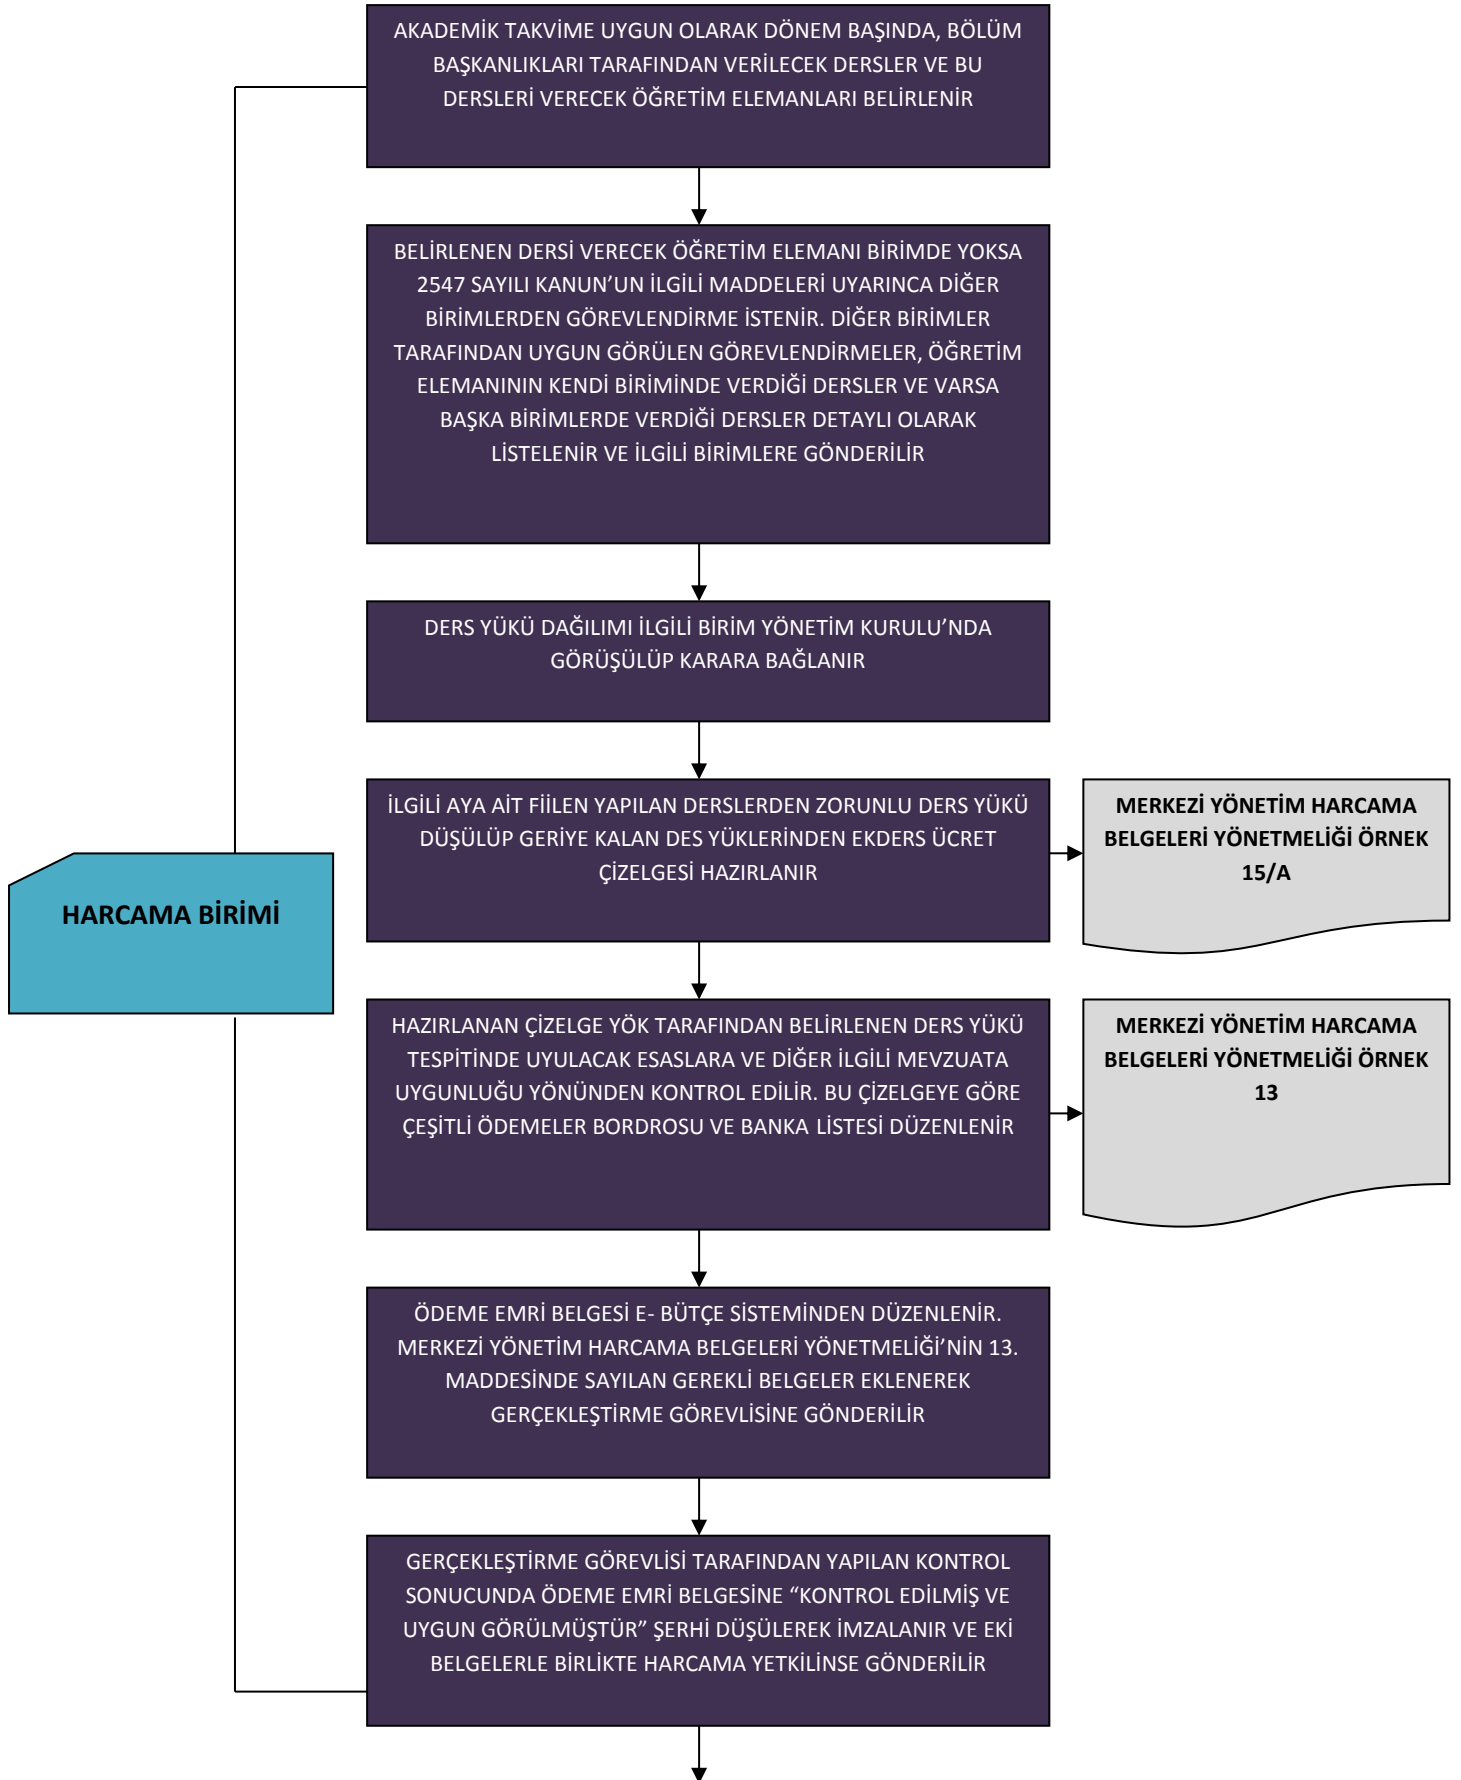 AKADEMİK TAKVİME UYGUN OLARAK DÖNEM BAŞINDA, BÖLÜM
BAŞKANLIKLARI TARAFINDAN VERİLECEK DERSLER VE BU
DERSLERİ VERECEK ÖĞRETİM ELEMANLARI BELİRLENİR
BELİRLENEN DERSİ VERECEK ÖĞRETİM ELEMANI BİRİMDE YOKSA
2547 SAYILI KANUN’UN İLGİLİ MADDELERİ UYARINCA DİĞER
BİRİMLERDEN GÖREVLENDİRME İSTENİR. DİĞER BİRİMLER
TARAFINDAN UYGUN GÖRÜLEN GÖREVLENDİRMELER, ÖĞRETİM
ELEMANININ KENDİ BİRİMİNDE VERDİĞİ DERSLER VE VARSA
BAŞKA BİRİMLERDE VERDİĞİ DERSLER DETAYLI OLARAK
LİSTELENİR VE İLGİLİ BİRİMLERE GÖNDERİLİR
DERS YÜKÜ DAĞILIMI İLGİLİ BİRİM YÖNETİM KURULU’NDA
GÖRÜŞÜLÜP KARARA BAĞLANIR
İLGİLİ AYA AİT FİİLEN YAPILAN DERSLERDEN ZORUNLU DERS YÜKÜ
DÜŞÜLÜP GERİYE KALAN DES YÜKLERİNDEN EKDERS ÜCRET
ÇİZELGESİ HAZIRLANIR
MERKEZİ YÖNETİM HARCAMA
BELGELERİ YÖNETMELİĞİ ÖRNEK
15/A
HARCAMA BİRİMİ
HAZIRLANAN ÇİZELGE YÖK TARAFINDAN BELİRLENEN DERS YÜKÜ
TESPİTİNDE UYULACAK ESASLARA VE DİĞER İLGİLİ MEVZUATA
UYGUNLUĞU YÖNÜNDEN KONTROL EDİLİR. BU ÇİZELGEYE GÖRE
ÇEŞİTLİ ÖDEMELER BORDROSU VE BANKA LİSTESİ DÜZENLENİR
MERKEZİ YÖNETİM HARCAMA
BELGELERİ YÖNETMELİĞİ ÖRNEK
13
ÖDEME EMRİ BELGESİ E- BÜTÇE SİSTEMİNDEN DÜZENLENİR.
MERKEZİ YÖNETİM HARCAMA BELGELERİ YÖNETMELİĞİ’NİN 13.
MADDESİNDE SAYILAN GEREKLİ BELGELER EKLENEREK
GERÇEKLEŞTİRME GÖREVLİSİNE GÖNDERİLİR
GERÇEKLEŞTİRME GÖREVLİSİ TARAFINDAN YAPILAN KONTROL
SONUCUNDA ÖDEME EMRİ BELGESİNE “KONTROL EDİLMİŞ VE
UYGUN GÖRÜLMÜŞTÜR” ŞERHİ DÜŞÜLEREK İMZALANIR VE EKİ
BELGELERLE BİRLİKTE HARCAMA YETKİLİNSE GÖNDERİLİR